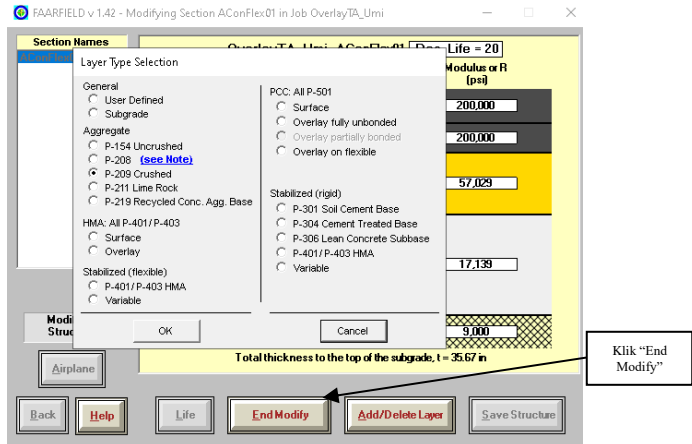 FAARFIELD v 1.42 - Modifying Section AConFlex01 in Job OverlayTA_Umi
Section Names
Des. Life = 20
Modulus or R
(psi)
200,000
200,000
57,029
17,139
9,000
Layer Type Selection
General
User Defined
Subgrade
Aggregate
P-154 Uncrushed
P-208 (see Note)
P-209 Crushed
P-211 Lime Rock
P-219 Recycled Conc. Agg. Base
HMA: All P-401/P-403
Surface
Overlay
Stabilized (flexible)
P-401/P-403 HMA
Variable
PCC: All P-501
Surface
Overlay fully unbonded
Overlay partially bonded
Overlay on flexible
Stabilized (rigid)
P-301 Soil Cement Base
P-304 Cement Treated Base
P-306 Lean Concrete Subbase
P-401/P-403 HMA
Variable
OK
Cancel
Total thickness to the top of the subgrade, t = 35.67 in
Airplane
Back
Help
Life
End Modify
Add/Delete Layer
Save Structure
Klik “End
Modify”